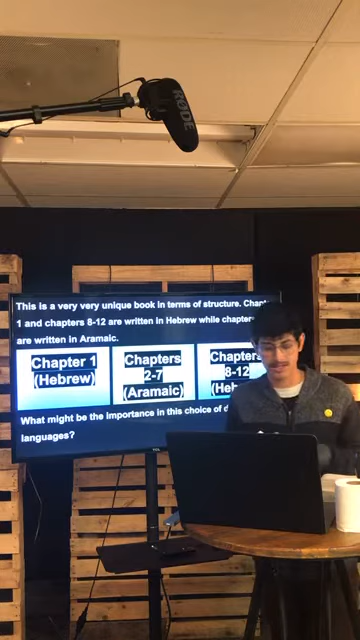 RØDE
This is a very very unique book in terms of structure.
1 and chapters 8-12 are written in Hebrew while
are written in Aramaic.
Chapter 1
(Hebrew)
Chapters
2-7
(Aramaic)
Chapters
8-12
What might be the importance in this choice of
languages?